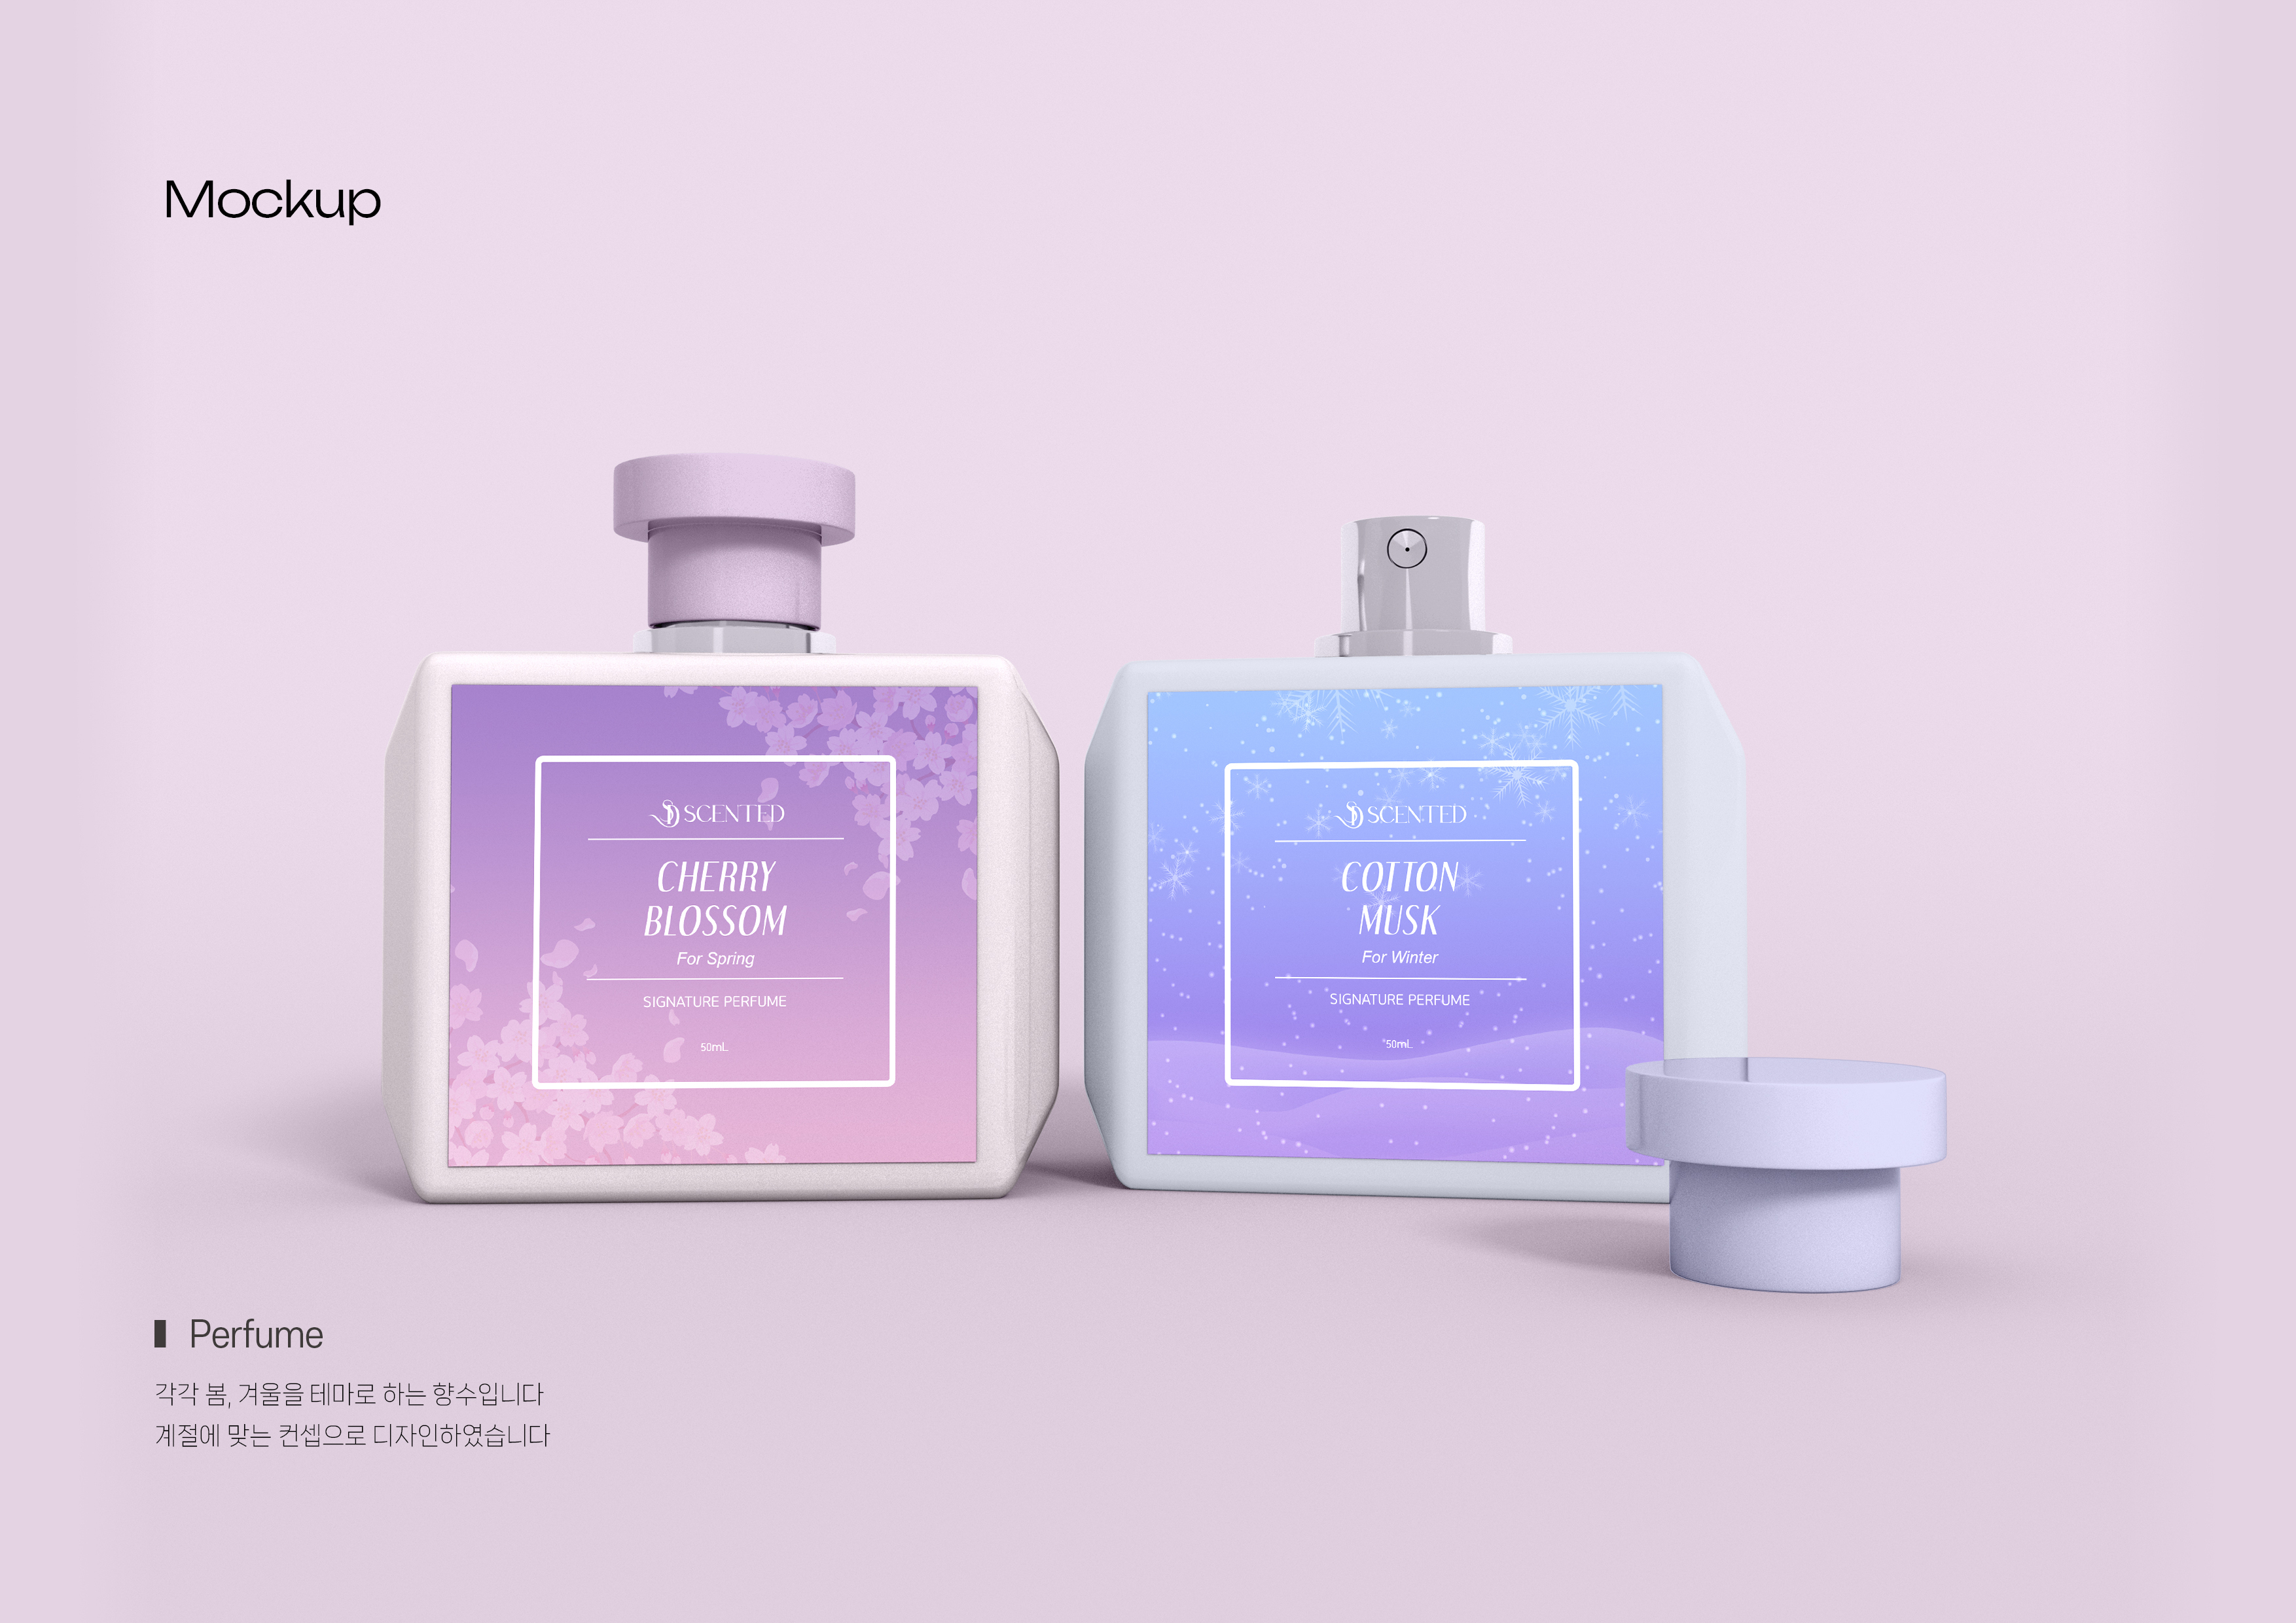 Mockup
SCENTED
CHERRY
BLOSSOM
For Spring
SIGNATURE PERFUME
50mL
SCENTED
COTTON
MUSK
For Winter
SIGNATURE PERFUME
50mL
Perfume
각각 봄, 겨울을 테마로 하는 향수입니다
계절에 맞는 컨셉으로 디자인하였습니다